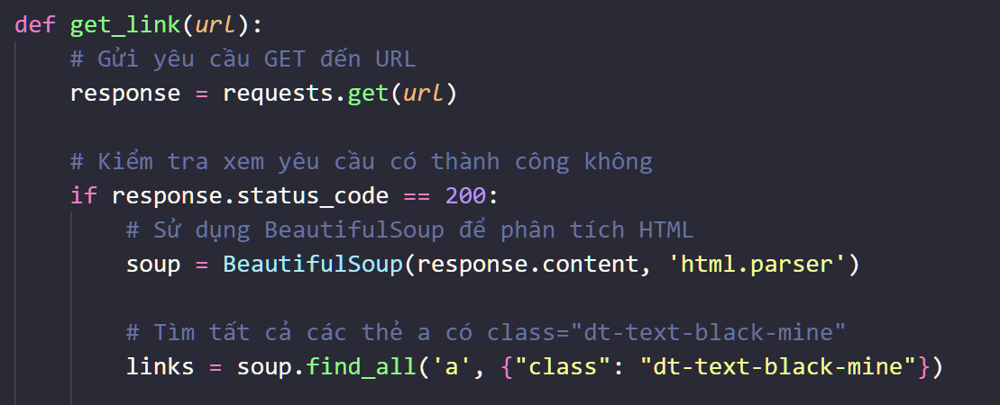 def get_link(url):
# Gửi yêu cầu GET đến URL
response = requests.get(url)
# Kiểm tra xem yêu cầu có thành công không
if response.status_code == 200:
# Sử dụng BeautifulSoup để phân tích HTML
soup = BeautifulSoup(response.content, 'html.parser')
# Tìm tất cả các thẻ a có class="dt-text-black-mine"
links = soup.find_all('a', {"class": "dt-text-black-mine"})